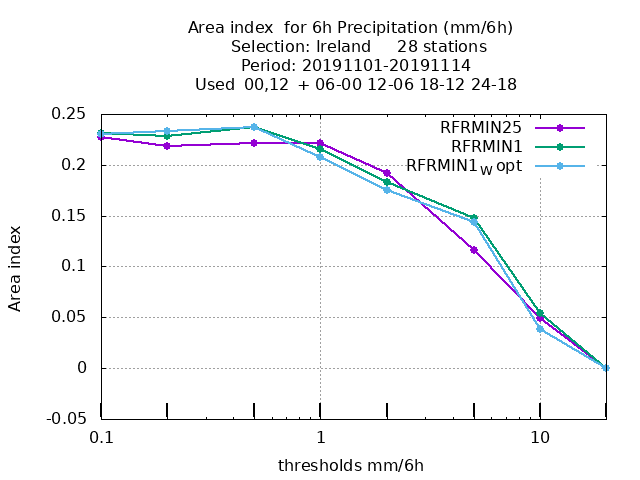 Area index  for 6h Precipitation (mm/6h)
Selection: Ireland     28 stations
Period: 20191101-20191114
Used  00,12  + 06-00 12-06 18-12 24-18
RFRMIN25
RFRMIN1
RFRMIN1w opt
0.25
0.2
0.15
0.1
0.05
0
-0.05
Area index
0.1
1
10
thresholds mm/6h